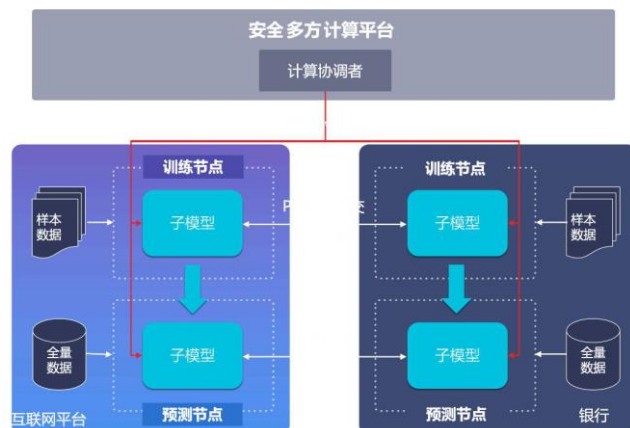 安全多方计算平台
计算协调者
训练节点
训练节点
样本
数据
子模型
子模型
样本
数据
全量
数据
子模型
子模型
全量
数据
互联网平台
预测节点
预测节点
银行